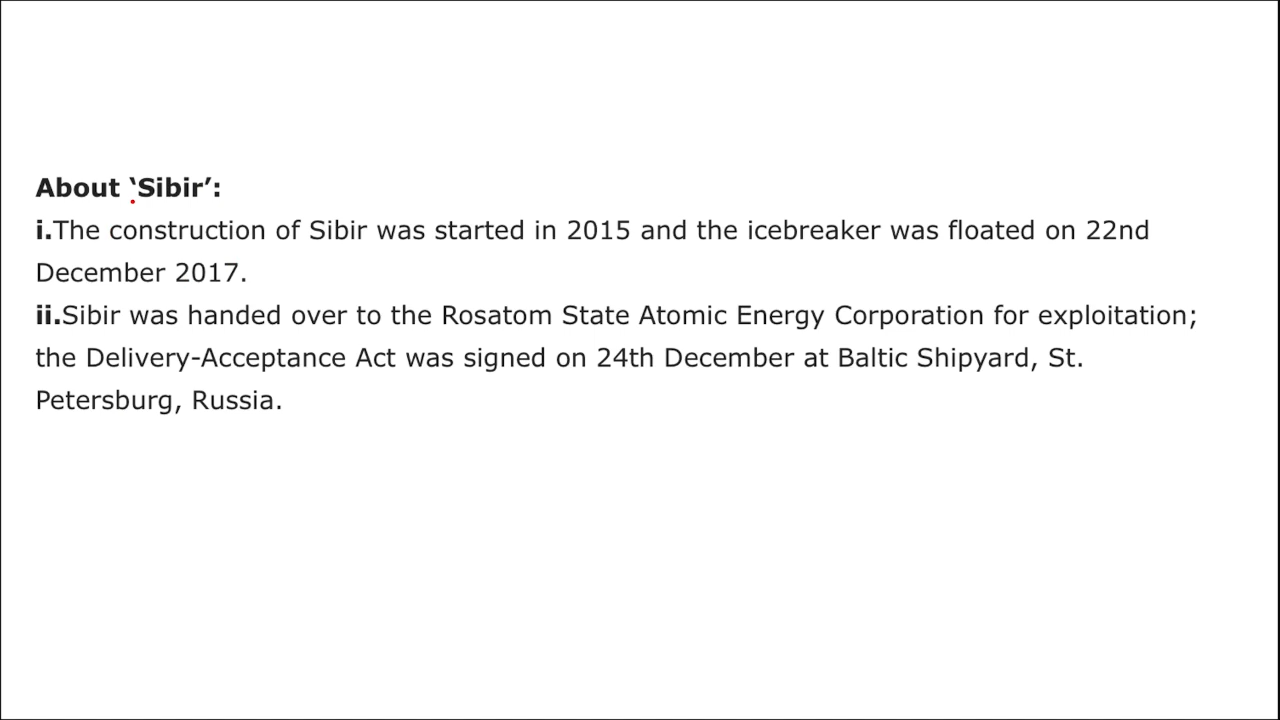 About ‘Sibir’:
i.The construction of Sibir was started in 2015 and the icebreaker was floated on 22nd
December 2017.
ii.Sibir was handed over to the Rosatom State Atomic Energy Corporation for exploitation;
the Delivery-Acceptance Act was signed on 24th December at Baltic Shipyard, St.
Petersburg, Russia.